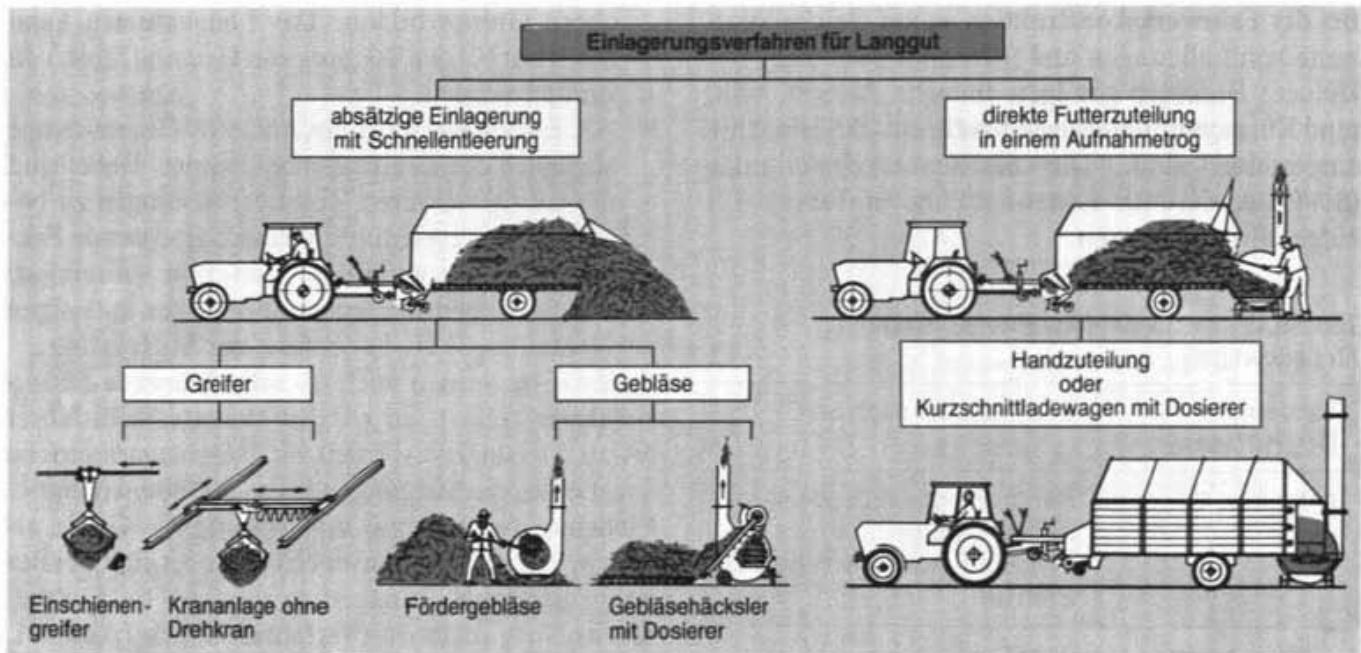 Einlagerungsverfahren für Langgut
absätzige Einlagerung
mit Schnellentleerung
direkte Futterzuteilung
in einem Aufnahmetrog
Greifer
Gebläse
Handzuteilung
oder
Kurzschnittladewagen mit Dosierer
Einschienen-
greifer
Krananlage ohne
Drehkran
Fördergebläse
Gebläsehäcksler
mit Dosierer